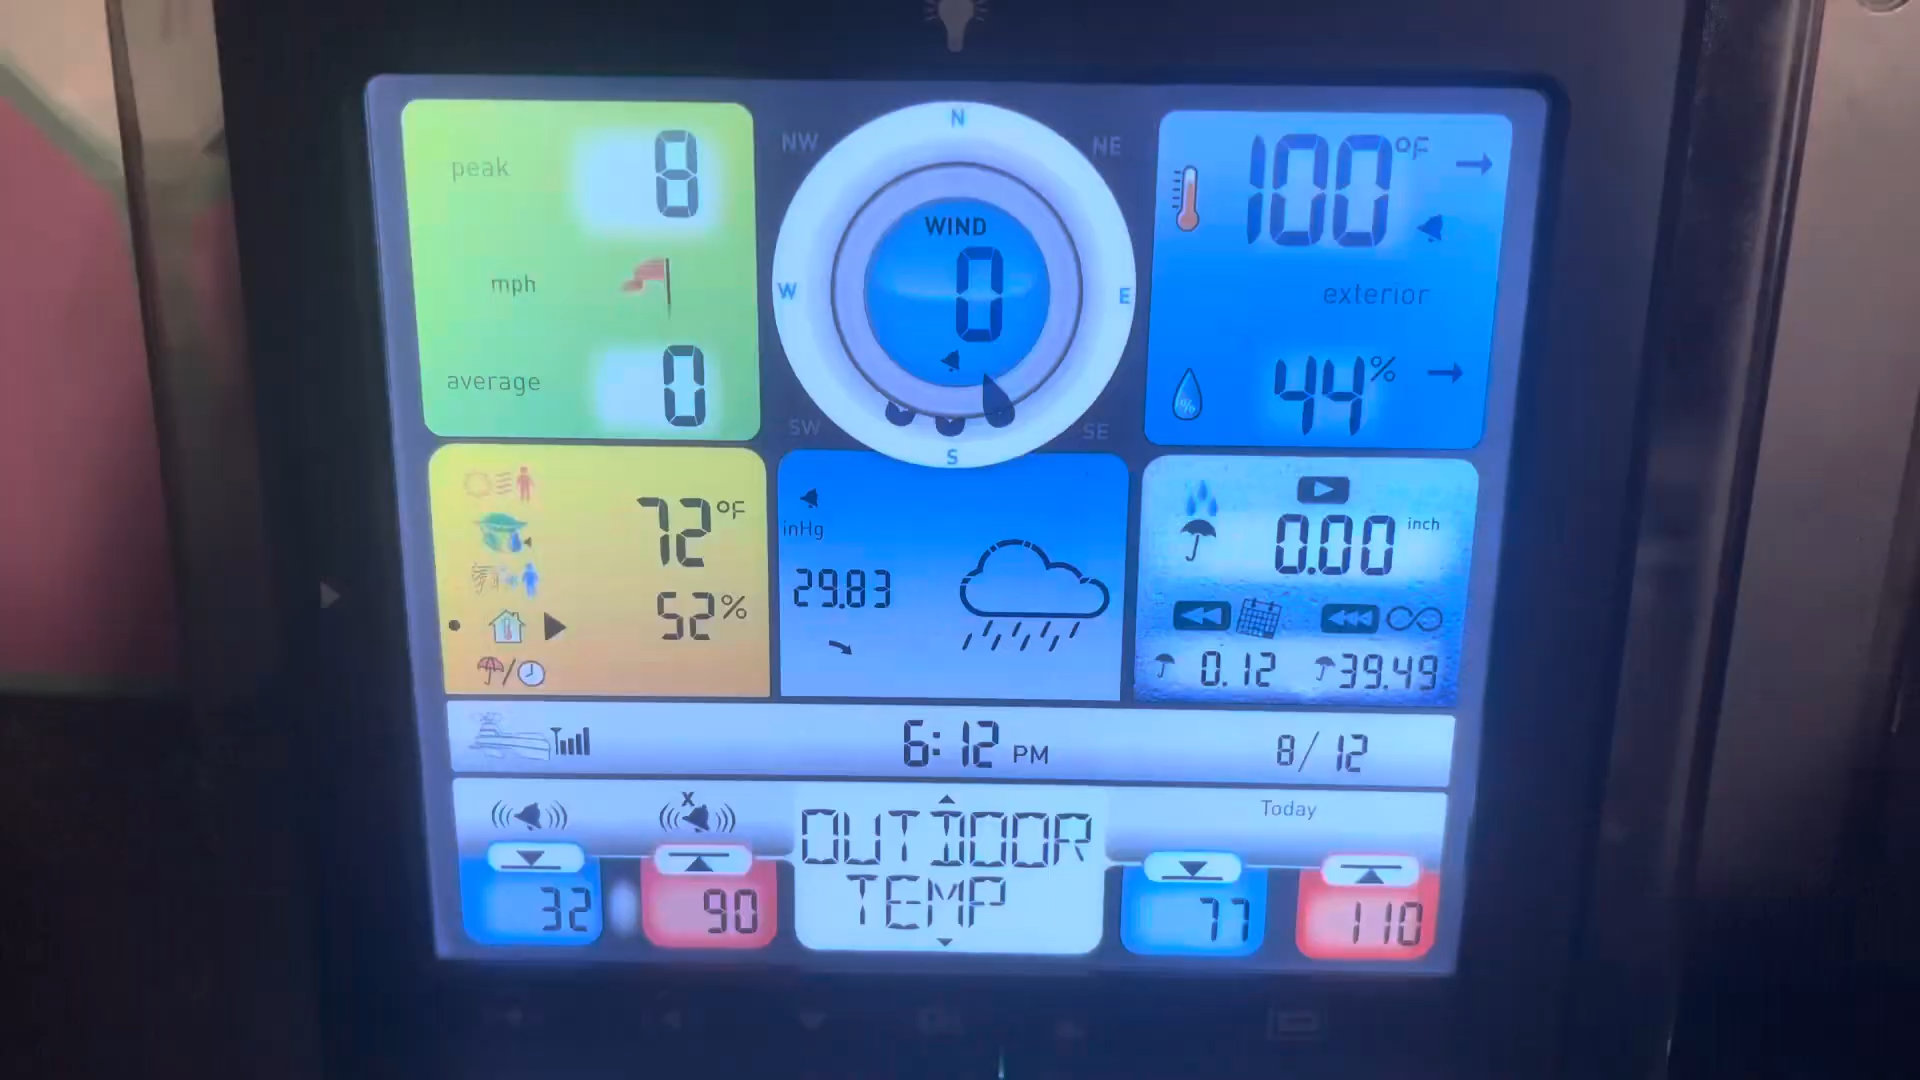 peak 8
mph
average 0
NW N NE
W E
SW S SE
WIND
0
100 °F
exterior
44 %
72 °F
52 %
inHg
29.83
0.00 inch
0.12 39.49
6:12 PM 8/12
Today
OUTDOOR
TEMP
32 90 77 110